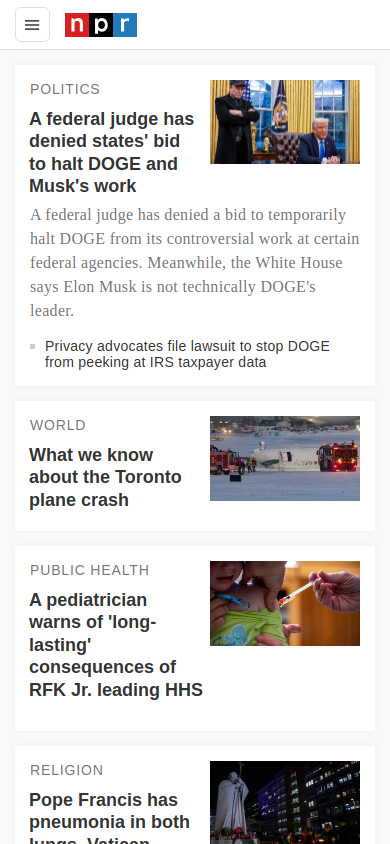 npr
POLITICS
A federal judge has
denied states' bid
to halt DOGE and
Musk's work
A federal judge has denied a bid to temporarily
halt DOGE from its controversial work at certain
federal agencies. Meanwhile, the White House
says Elon Musk is not technically DOGE's
leader.
Privacy advocates file lawsuit to stop DOGE
from peeking at IRS taxpayer data
WORLD
What we know
about the Toronto
plane crash
PUBLIC HEALTH
A pediatrician
warns of 'long-
lasting'
consequences of
RFK Jr. leading HHS
RELIGION
Pope Francis has
pneumonia in both
lungs, Vatican